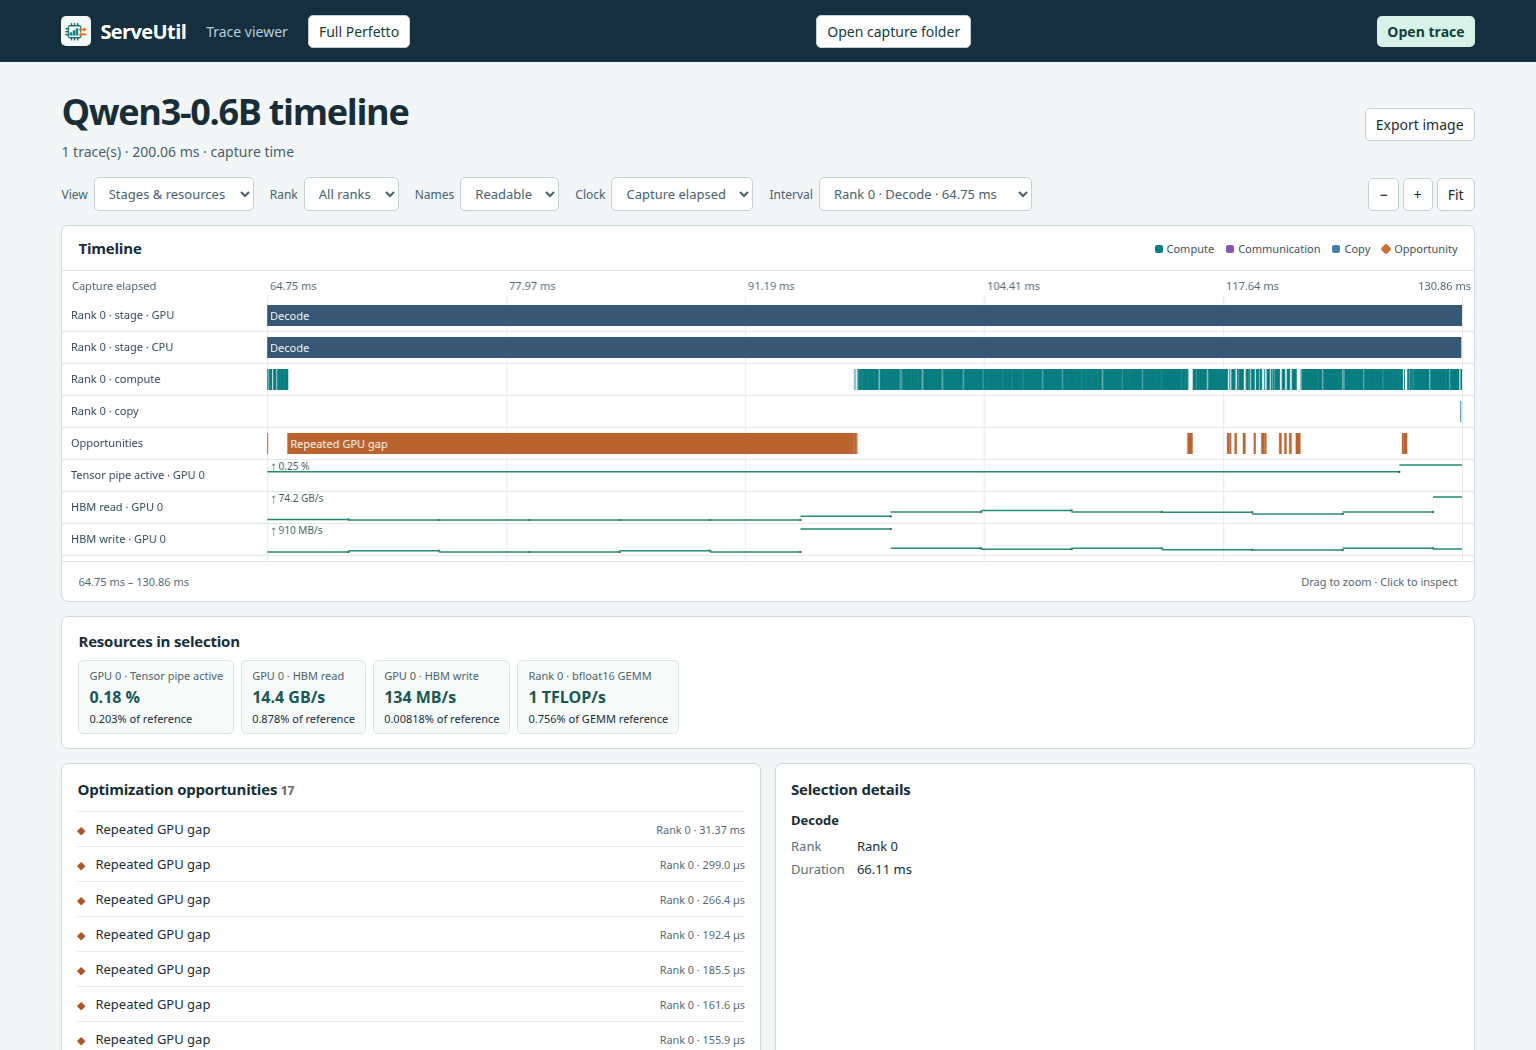 ServeUtil Trace viewer Full Perfetto Open capture folder Open trace
Qwen3-0.6B timeline
Export image
1 trace(s) · 200.06 ms · capture time
View Stages & resources Rank All ranks Names Readable Clock Capture elapsed Interval Rank 0 · Decode · 64.75 ms − + Fit
Timeline Compute Communication Copy Opportunity
Capture elapsed 64.75 ms 77.97 ms 91.19 ms 104.41 ms 117.64 ms 130.86 ms
Rank 0 · stage · GPU Decode
Rank 0 · stage · CPU Decode
Rank 0 · compute
Rank 0 · copy
Opportunities Repeated GPU gap
Tensor pipe active · GPU 0 ↑ 0.25 %
HBM read · GPU 0 ↑ 74.2 GB/s
HBM write · GPU 0 ↑ 910 MB/s
64.75 ms – 130.86 ms Drag to zoom · Click to inspect
Resources in selection
GPU 0 · Tensor pipe active
0.18 %
0.203% of reference
GPU 0 · HBM read
14.4 GB/s
0.878% of reference
GPU 0 · HBM write
134 MB/s
0.00818% of reference
Rank 0 · bfloat16 GEMM
1 TFLOP/s
0.756% of GEMM reference
Optimization opportunities 17
Repeated GPU gap Rank 0 · 31.37 ms
Repeated GPU gap Rank 0 · 299.0 µs
Repeated GPU gap Rank 0 · 266.4 µs
Repeated GPU gap Rank 0 · 192.4 µs
Repeated GPU gap Rank 0 · 185.5 µs
Repeated GPU gap Rank 0 · 161.6 µs
Repeated GPU gap Rank 0 · 155.9 µs
Selection details
Decode
Rank Rank 0
Duration 66.11 ms